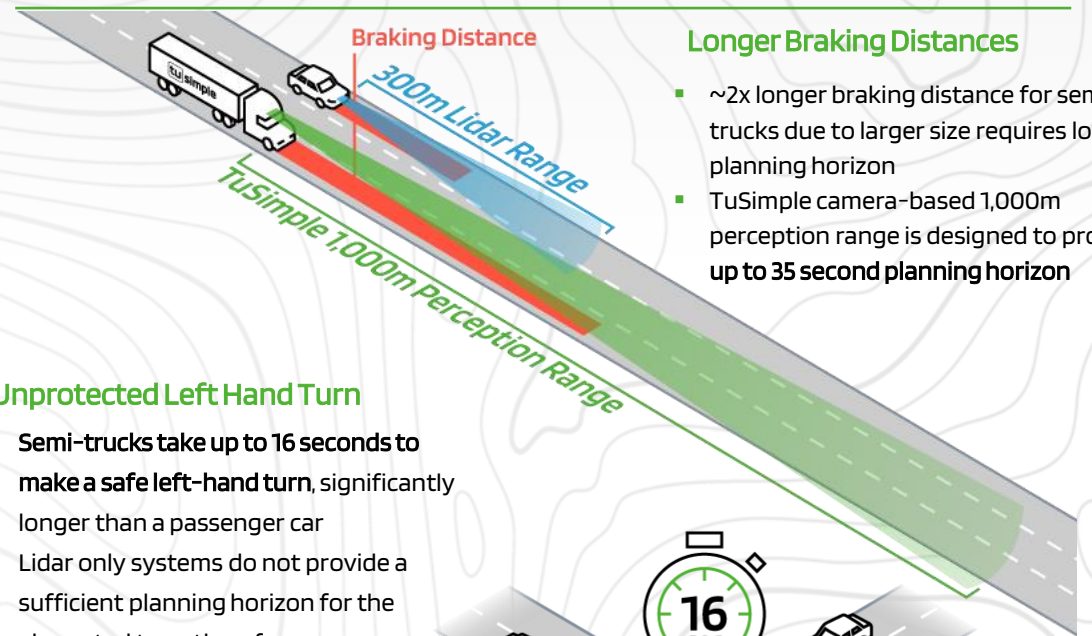 Braking Distance
300m Lidar Range
TuSimple 1,000m Perception Range
tu simple
Longer Braking Distances
~2x longer braking distance for
trucks due to larger size requires
planning horizon
TuSimple camera-based 1,000m
perception range is designed to
up to 35 second planning horizon
Unprotected Left Hand Turn
Semi-trucks take up to 16 seconds to
make a safe left-hand turn, significantly
longer than a passenger car
Lidar only systems do not provide a
sufficient planning horizon for the
16